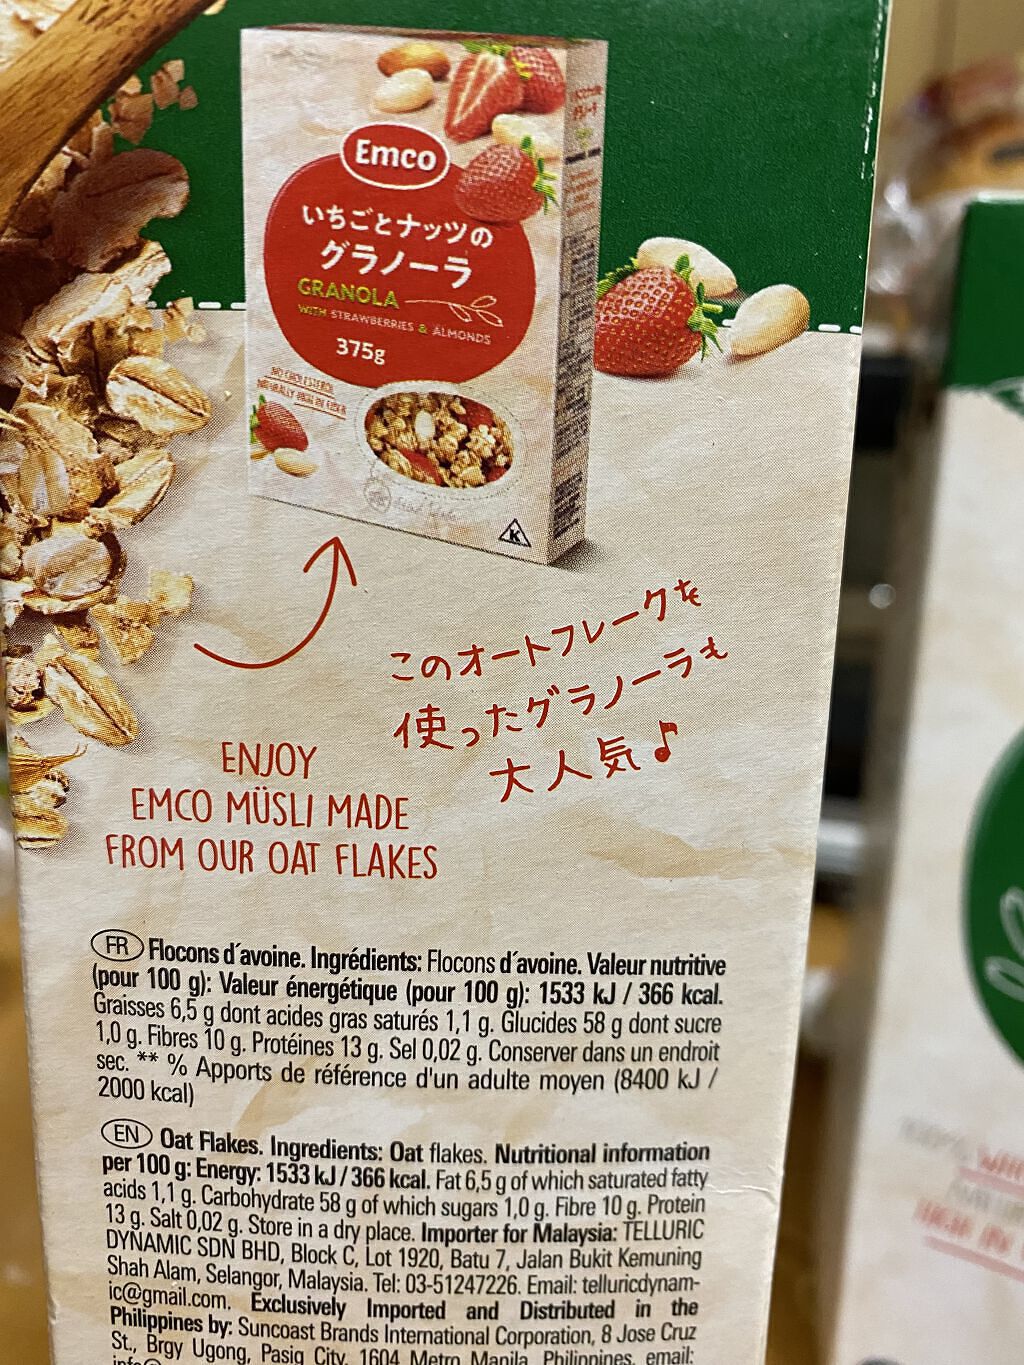 Emco
いちごとナッツの
グラノーラ
GRANOLA
WITH STRAWBERRIES & ALMONDS
375g
NO CHOLESTEROL
NATURALLY HIGH IN FIBER
K
このオートフレークを
使ったグラノーラも
大人気♪
ENJOY
EMCO MÜSLI MADE
FROM OUR OAT FLAKES
FR Flocons d´avoine. Ingrédients: Flocons d´avoine. Valeur nutritive
(pour 100 g): Valeur énergétique (pour 100 g): 1533 kJ / 366 kcal.
Graisses 6,5 g dont acides gras saturés 1,1 g. Glucides 58 g dont sucre
1,0 g. Fibres 10 g. Protéines 13 g. Sel 0,02 g. Conserver dans un endroit
sec. ** % Apports de référence d'un adulte moyen (8400 kJ /
2000 kcal)
EN Oat Flakes. Ingredients: Oat flakes. Nutritional information
per 100 g: Energy: 1533 kJ / 366 kcal. Fat 6,5 g of which saturated fatty
acids 1,1 g. Carbohydrate 58 g of which sugars 1,0 g. Fibre 10 g. Protein
13 g. Salt 0,02 g. Store in a dry place. Importer for Malaysia: TELLURIC
DYNAMIC SDN BHD, Block C, Lot 1920, Batu 7, Jalan Bukit Kemuning
Shah Alam, Selangor, Malaysia. Tel: 03-51247226. Email: telluricdynam-
ic@gmail.com. Exclusively Imported and Distributed in the
Philippines by: Suncoast Brands International Corporation, 8 Jose Cruz
St., Brgy Ugong, Pasig City, 1604 Metro Manila, Philippines, email: